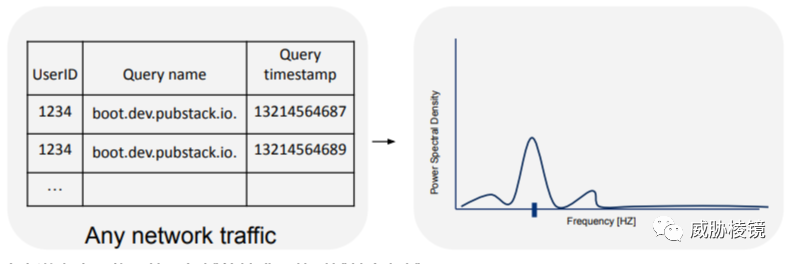 UserID Query name Query timestamp
1234 boot.dev.pubstack.io. 13214564687
1234 boot.dev.pubstack.io. 13214564689
...
Any network traffic
Power Spectral Density
Frequency [HZ]
威胁棱镜